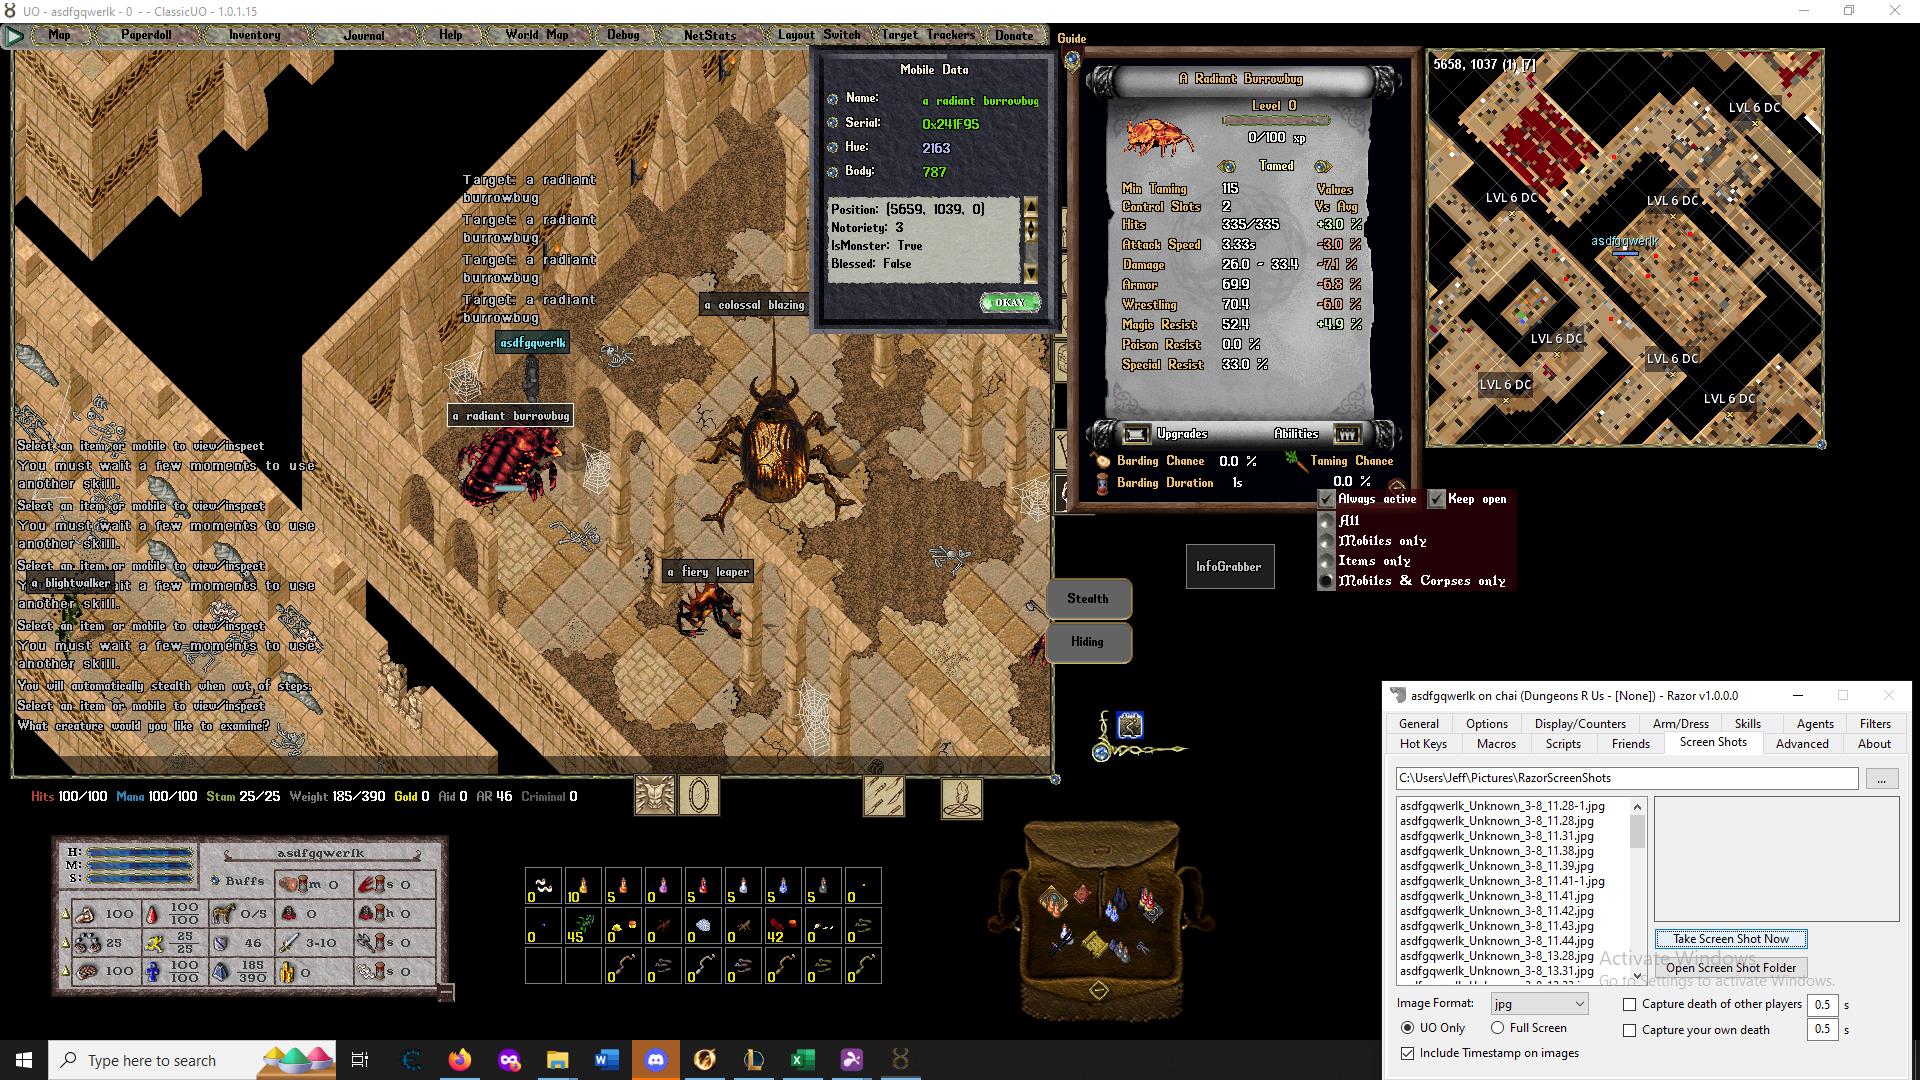 UO - asdfgqwerlk - 0 - - ClassicUO - 1.0.1.15
Map Paperdoll Inventory Journal Help World Map Debug NetStats Layout Switch Target Trackers Donate
Guide
Target: a radiant
burrowbug
Target: a radiant
burrowbug
Target: a radiant
burrowbug
Target: a radiant
burrowbug
asdfgqwerlk
a radiant burrowbug
a colossal blazing
a fiery leaper
a blightwalker
Select an item or mobile to view/inspect
You must wait a few moments to use
another skill.
Select an item or mobile to view/inspect
You must wait a few moments to use
another skill.
Select an item or mobile to view/inspect
You must wait a few moments to use
another skill.
Select an item or mobile to view/inspect
You must wait a few moments to use
another skill.
You will automatically stealth when out of steps.
Select an item or mobile to view/inspect
What creature would you like to examine?
Mobile Data
Name: a radiant burrowbug
Serial: 0x241F95
Hue: 2163
Body: 787
Position: (5659, 1039, 0)
Notoriety: 3
IsMonster: True
Blessed: False
OKAY
A Radiant Burrowbug
Level 0
0/100 xp
Tamed
Min Taming 115 Values
Control Slots 2 Vs Avg
Hits 335/335 +3.0 %
Attack Speed 3.33s -3.0 %
Damage 26.0 - 33.4 -7.1 %
Armor 69.9 -6.8 %
Wrestling 70.4 -6.0 %
Magic Resist 52.4 +4.9 %
Poison Resist 0.0 %
Special Resist 33.0 %
Upgrades Abilities
Barding Chance 0.0 % Taming Chance
Barding Duration 1s 0.0 %
5658, 1037 (1) [7]
LVL 6 DC
LVL 6 DC
LVL 6 DC
asdfgqwerlk
LVL 6 DC
LVL 6 DC
LVL 6 DC
LVL 6 DC
Always active Keep open
All
Mobiles only
Items only
Mobiles & Corpses only
InfoGrabber
Stealth
Hiding
Hits 100/100 Mana 100/100 Stam 25/25 Weight 185/390 Gold 0 Aid 0 AR 46 Criminal 0
H:
M:
S:
asdfgqwerlk
Buffs m 0 s 0
100 100 100 0/5 0 h 0
25 25 25 46 3-10 s 0
100 100 100 185 390 0 s 0
0 10 5 0 5 5 5 0 0
0 45 0 0 0 0 42 0 0
0 0 0 0 0 0 0
asdfgqwerlk on chai (Dungeons R Us - [None]) - Razor v1.0.0.0
General Options Display/Counters Arm/Dress Skills Agents Filters
Hot Keys Macros Scripts Friends Screen Shots Advanced About
C:\Users\Jeff\Pictures\RazorScreenShots ...
asdfgqwerlk_Unknown_3-8_11.28-1.jpg
asdfgqwerlk_Unknown_3-8_11.28.jpg
asdfgqwerlk_Unknown_3-8_11.31.jpg
asdfgqwerlk_Unknown_3-8_11.38.jpg
asdfgqwerlk_Unknown_3-8_11.39.jpg
asdfgqwerlk_Unknown_3-8_11.41-1.jpg
asdfgqwerlk_Unknown_3-8_11.41.jpg
asdfgqwerlk_Unknown_3-8_11.42.jpg
asdfgqwerlk_Unknown_3-8_11.43.jpg
asdfgqwerlk_Unknown_3-8_11.44.jpg
asdfgqwerlk_Unknown_3-8_13.28.jpg
asdfgqwerlk_Unknown_3-8_13.31.jpg
Take Screen Shot Now
Activate Windows
Open Screen Shot Folder
Go to Settings to activate Windows.
Image Format: jpg
Capture death of other players 0.5 s
UO Only Full Screen
Capture your own death 0.5 s
Include Timestamp on images
Type here to search